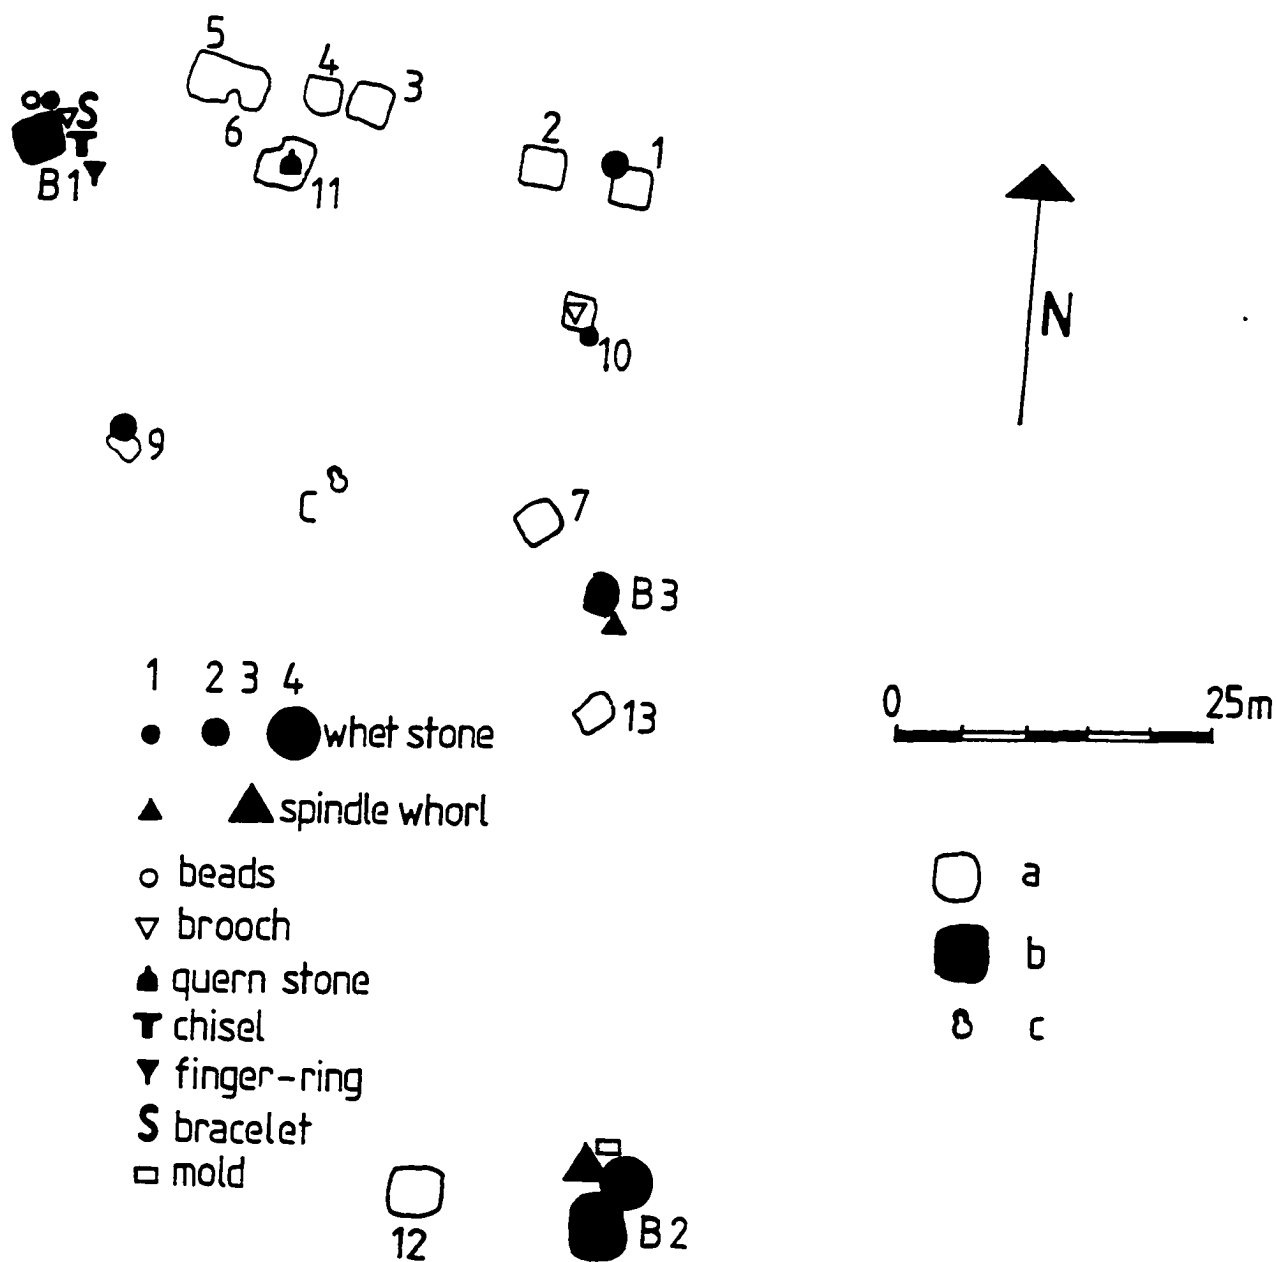 5
4
3
6
11
2
1
S
B1
10
N
9
C
7
B3
13
1 2 3 4
whet stone
spindle whorl
beads
brooch
quern stone
chisel
finger-ring
S bracelet
mold
0 25m
a
b
c
12
B2